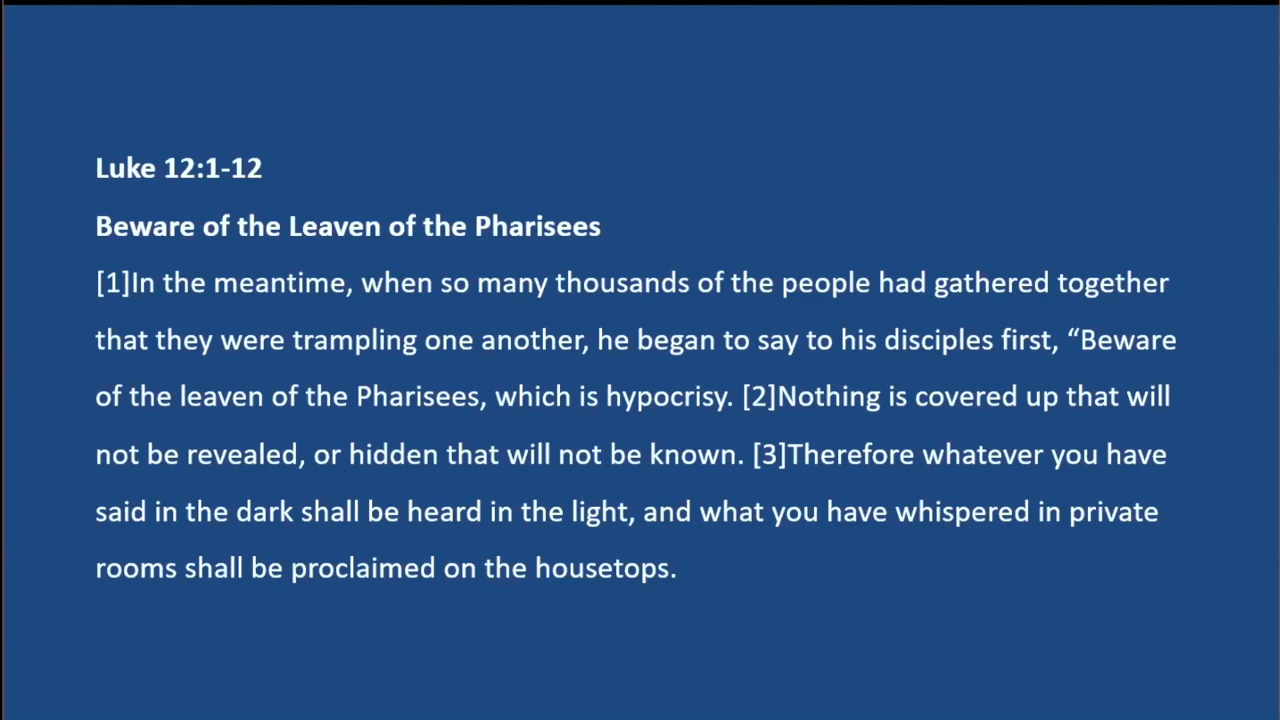 Luke 12:1-12
Beware of the Leaven of the Pharisees
[1]In the meantime, when so many thousands of the people had gathered together
that they were trampling one another, he began to say to his disciples first, “Beware
of the leaven of the Pharisees, which is hypocrisy. [2]Nothing is covered up that will
not be revealed, or hidden that will not be known. [3]Therefore whatever you have
said in the dark shall be heard in the light, and what you have whispered in private
rooms shall be proclaimed on the housetops.